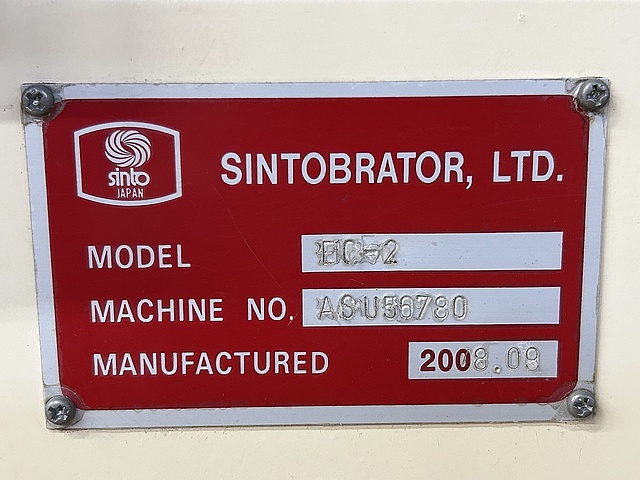 sinto
JAPAN
SINTOBRATOR, LTD.
MODEL EC-2
MACHINE NO. ASU56780
MANUFACTURED 2008.09